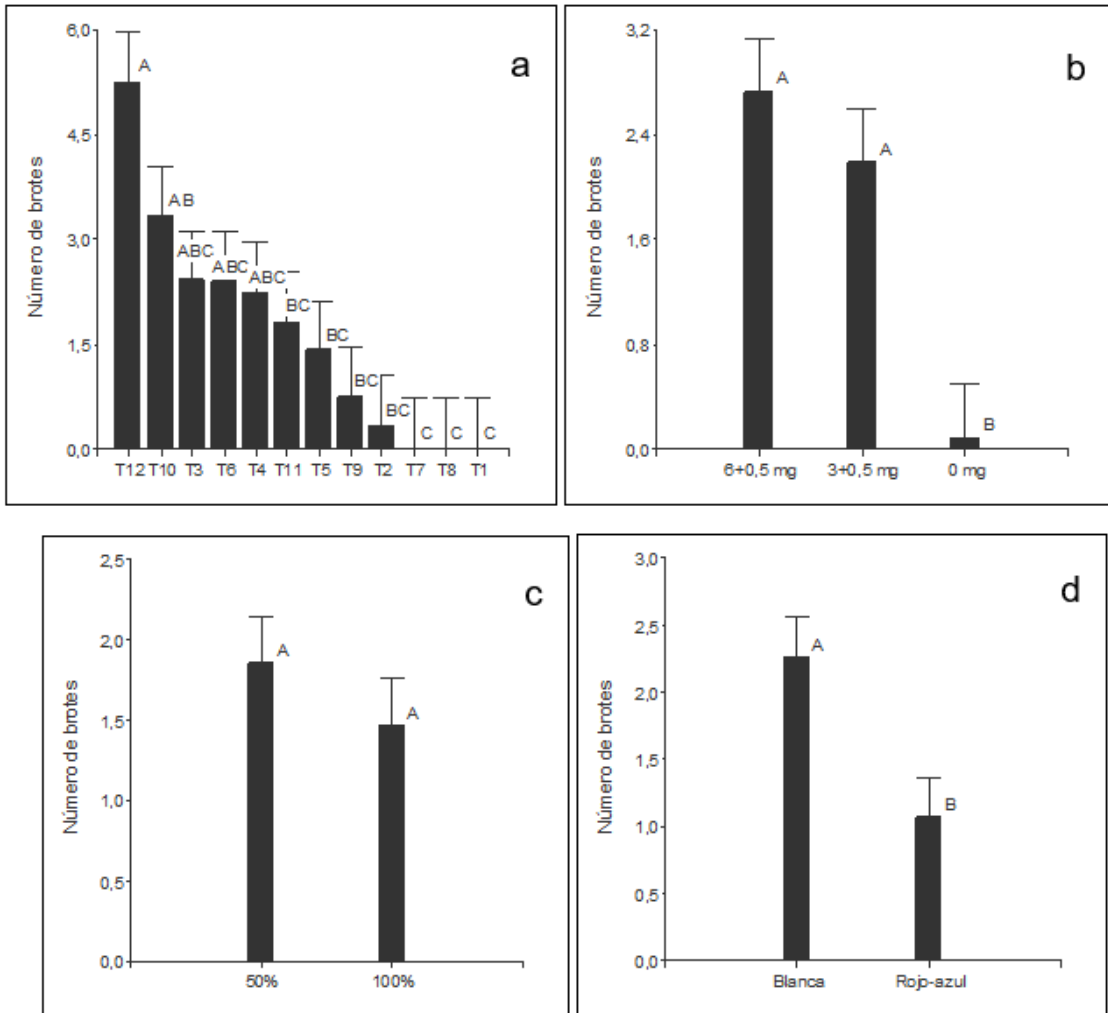 a
Número de brotes
6,0
4,5
3,0
1,5
0,0
A
AB
ABC
ABC
ABC
BC
BC
BC
BC
C
C
C
T12 T10 T3 T6 T4 T11 T5 T9 T2 T7 T8 T1
b
Número de brotes
3,2
2,4
1,6
0,8
0,0
A
A
B
6+0,5 mg 3+0,5 mg 0 mg
c
Número de brotes
2,5
2,0
1,5
1,0
0,5
0,0
A
A
50% 100%
d
Número de brotes
3,0
2,5
2,0
1,5
1,0
0,5
0,0
A
B
Blanca Rojo-azul